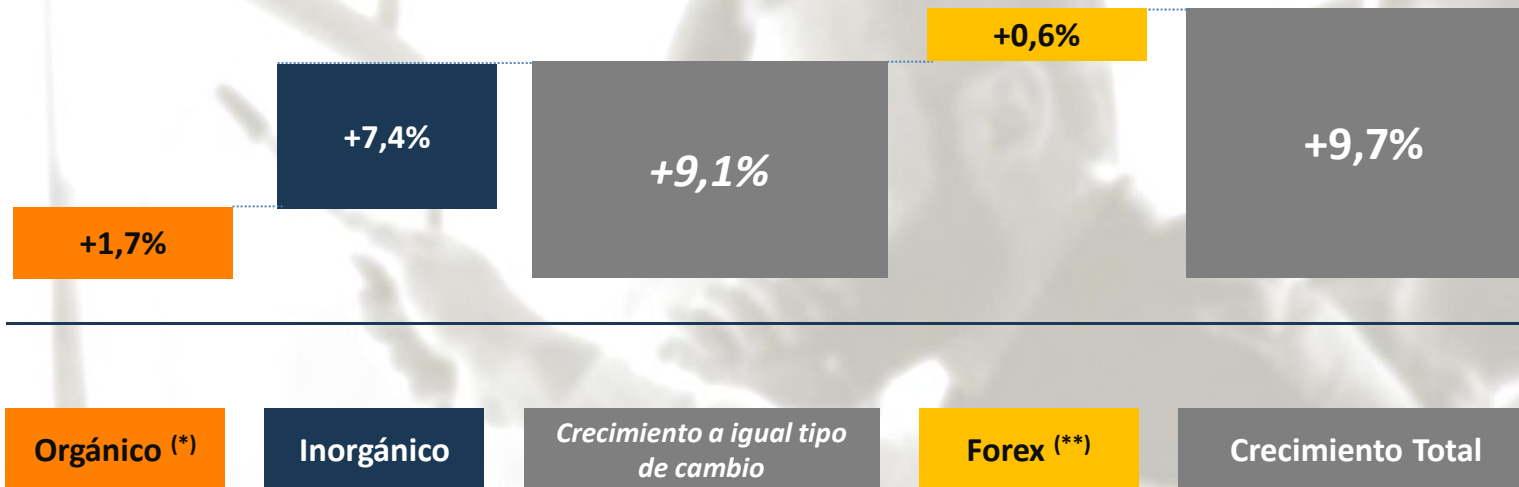 +0,6%
+7,4%
+9,1%
+9,7%
+1,7%
Orgánico (*)
Inorgánico
Crecimiento a igual tipo
de cambio
Forex (**)
Crecimiento Total